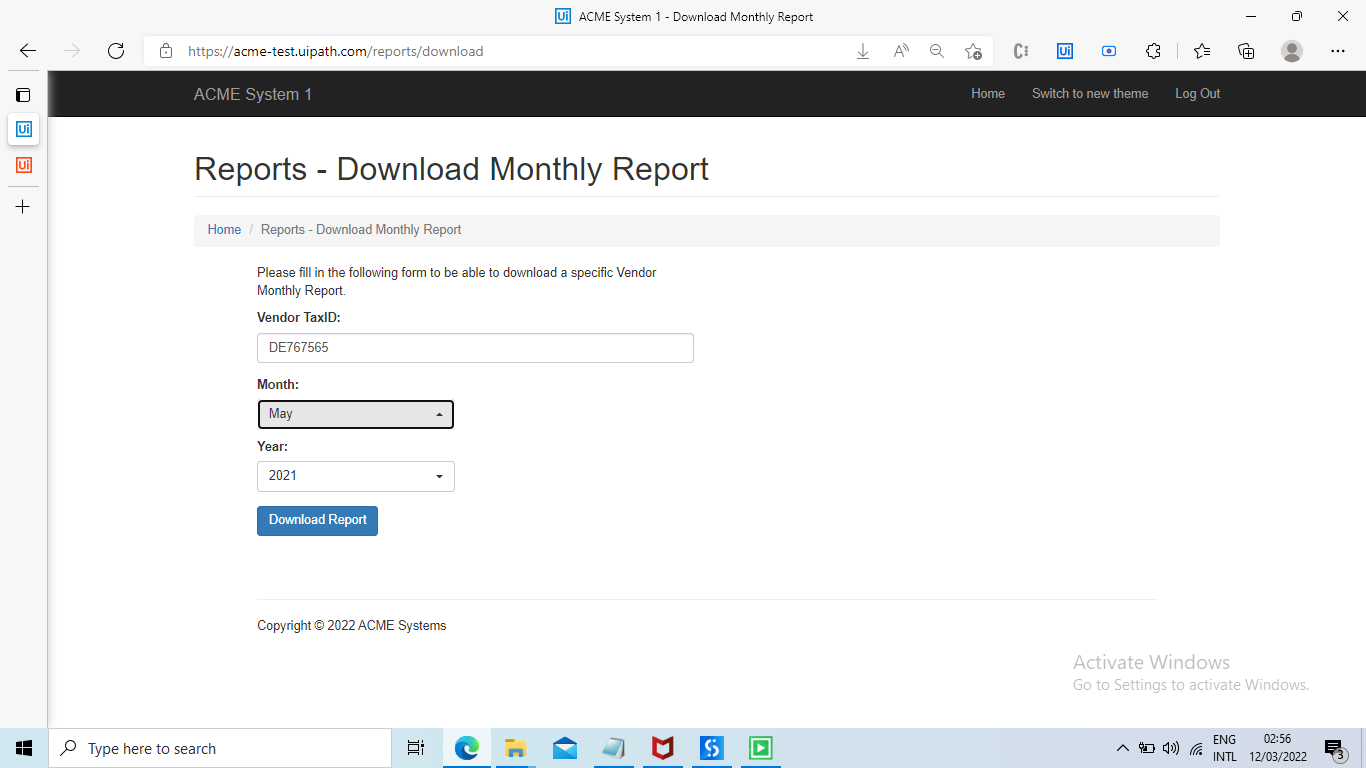 ACME System 1 - Download Monthly Report
https://acme-test.uipath.com/reports/download
ACME System 1
Home
Switch to new theme
Log Out
Reports - Download Monthly Report
Home / Reports - Download Monthly Report
Please fill in the following form to be able to download a specific Vendor
Monthly Report.
Vendor TaxID:
DE767565
Month:
May
Year:
2021
Download Report
Copyright © 2022 ACME Systems
Activate Windows
Go to Settings to activate Windows.
Type here to search
ENG
INTL
02:56
12/03/2022
3